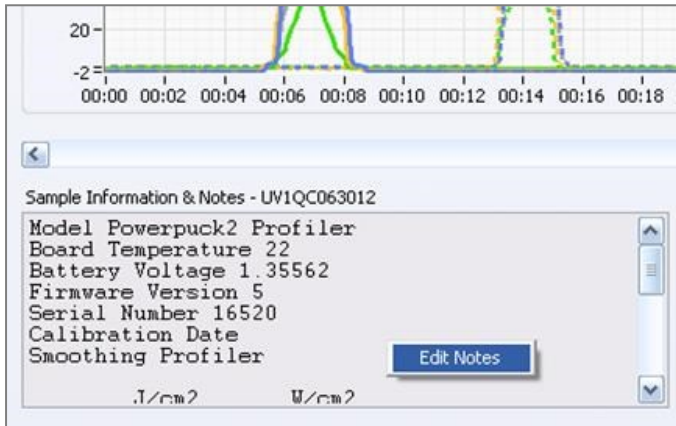 20
-2
00:00 00:02 00:04 00:06 00:08 00:10 00:12 00:14 00:16 00:18
Sample Information & Notes - UV1QC063012
Model Powerpuck2 Profiler
Board Temperature 22
Battery Voltage 1.35562
Firmware Version 5
Serial Number 16520
Calibration Date
Smoothing Profiler
Edit Notes
J/cm2 W/cm2